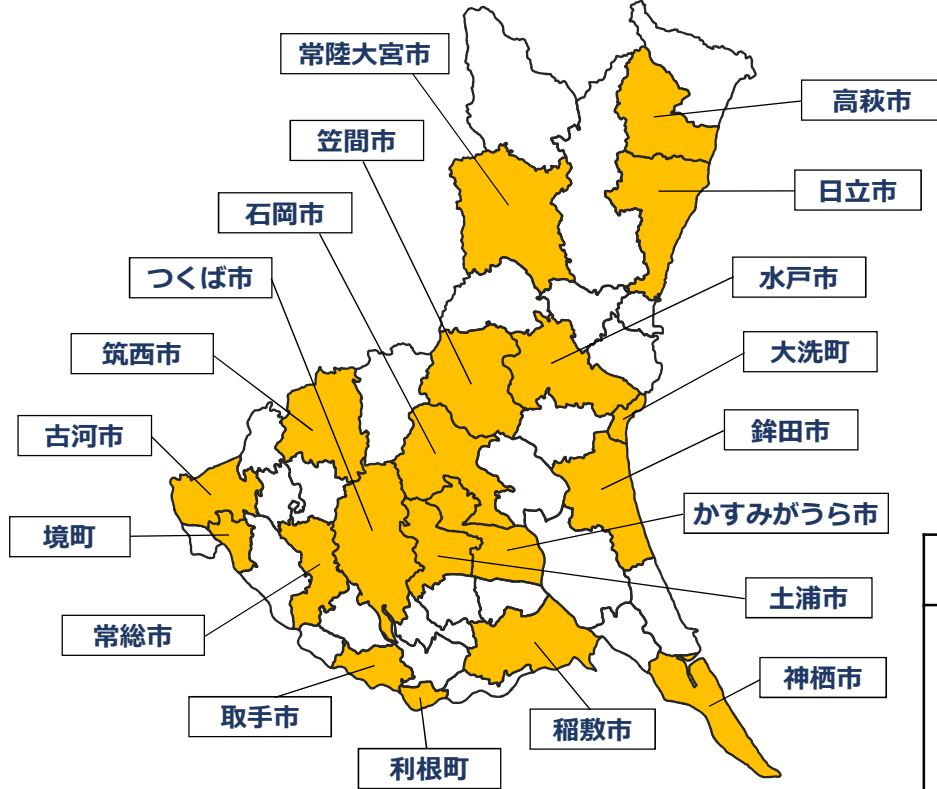 常陸大宮市
高萩市
笠間市
日立市
石岡市
つくば市
水戸市
筑西市
大洗町
古河市
鉾田市
かすみがうら市
境町
土浦市
常総市
神栖市
取手市
稲敷市
利根町